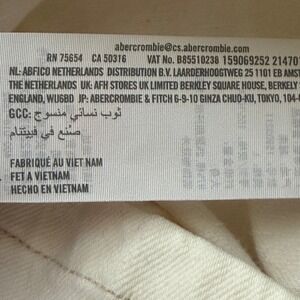 abercrombie@cs.abercrombie.com
RN 75654 CA 50316 VAT No. B85510238 159069252 214701
NL: ABFICO NETHERLANDS DISTRIBUTION B.V. LAARDERHOOGTWEG 25 1101 EB AMST
THE NETHERLANDS UK: AFH STORES UK LIMITED BERKLEY SQUARE HOUSE, BERKELEY
ENGLAND, WU6BD JP: ABERCROMBIE & FITCH 6-9-10 GINZA CHUO-KU, TOKYO, 104-
GCC: ثوب نسائي منسوج
صنع في فييتنام
FABRIQUÉ AU VIET NAM
FET A VIETNAM
HECHO EN VIETNAM